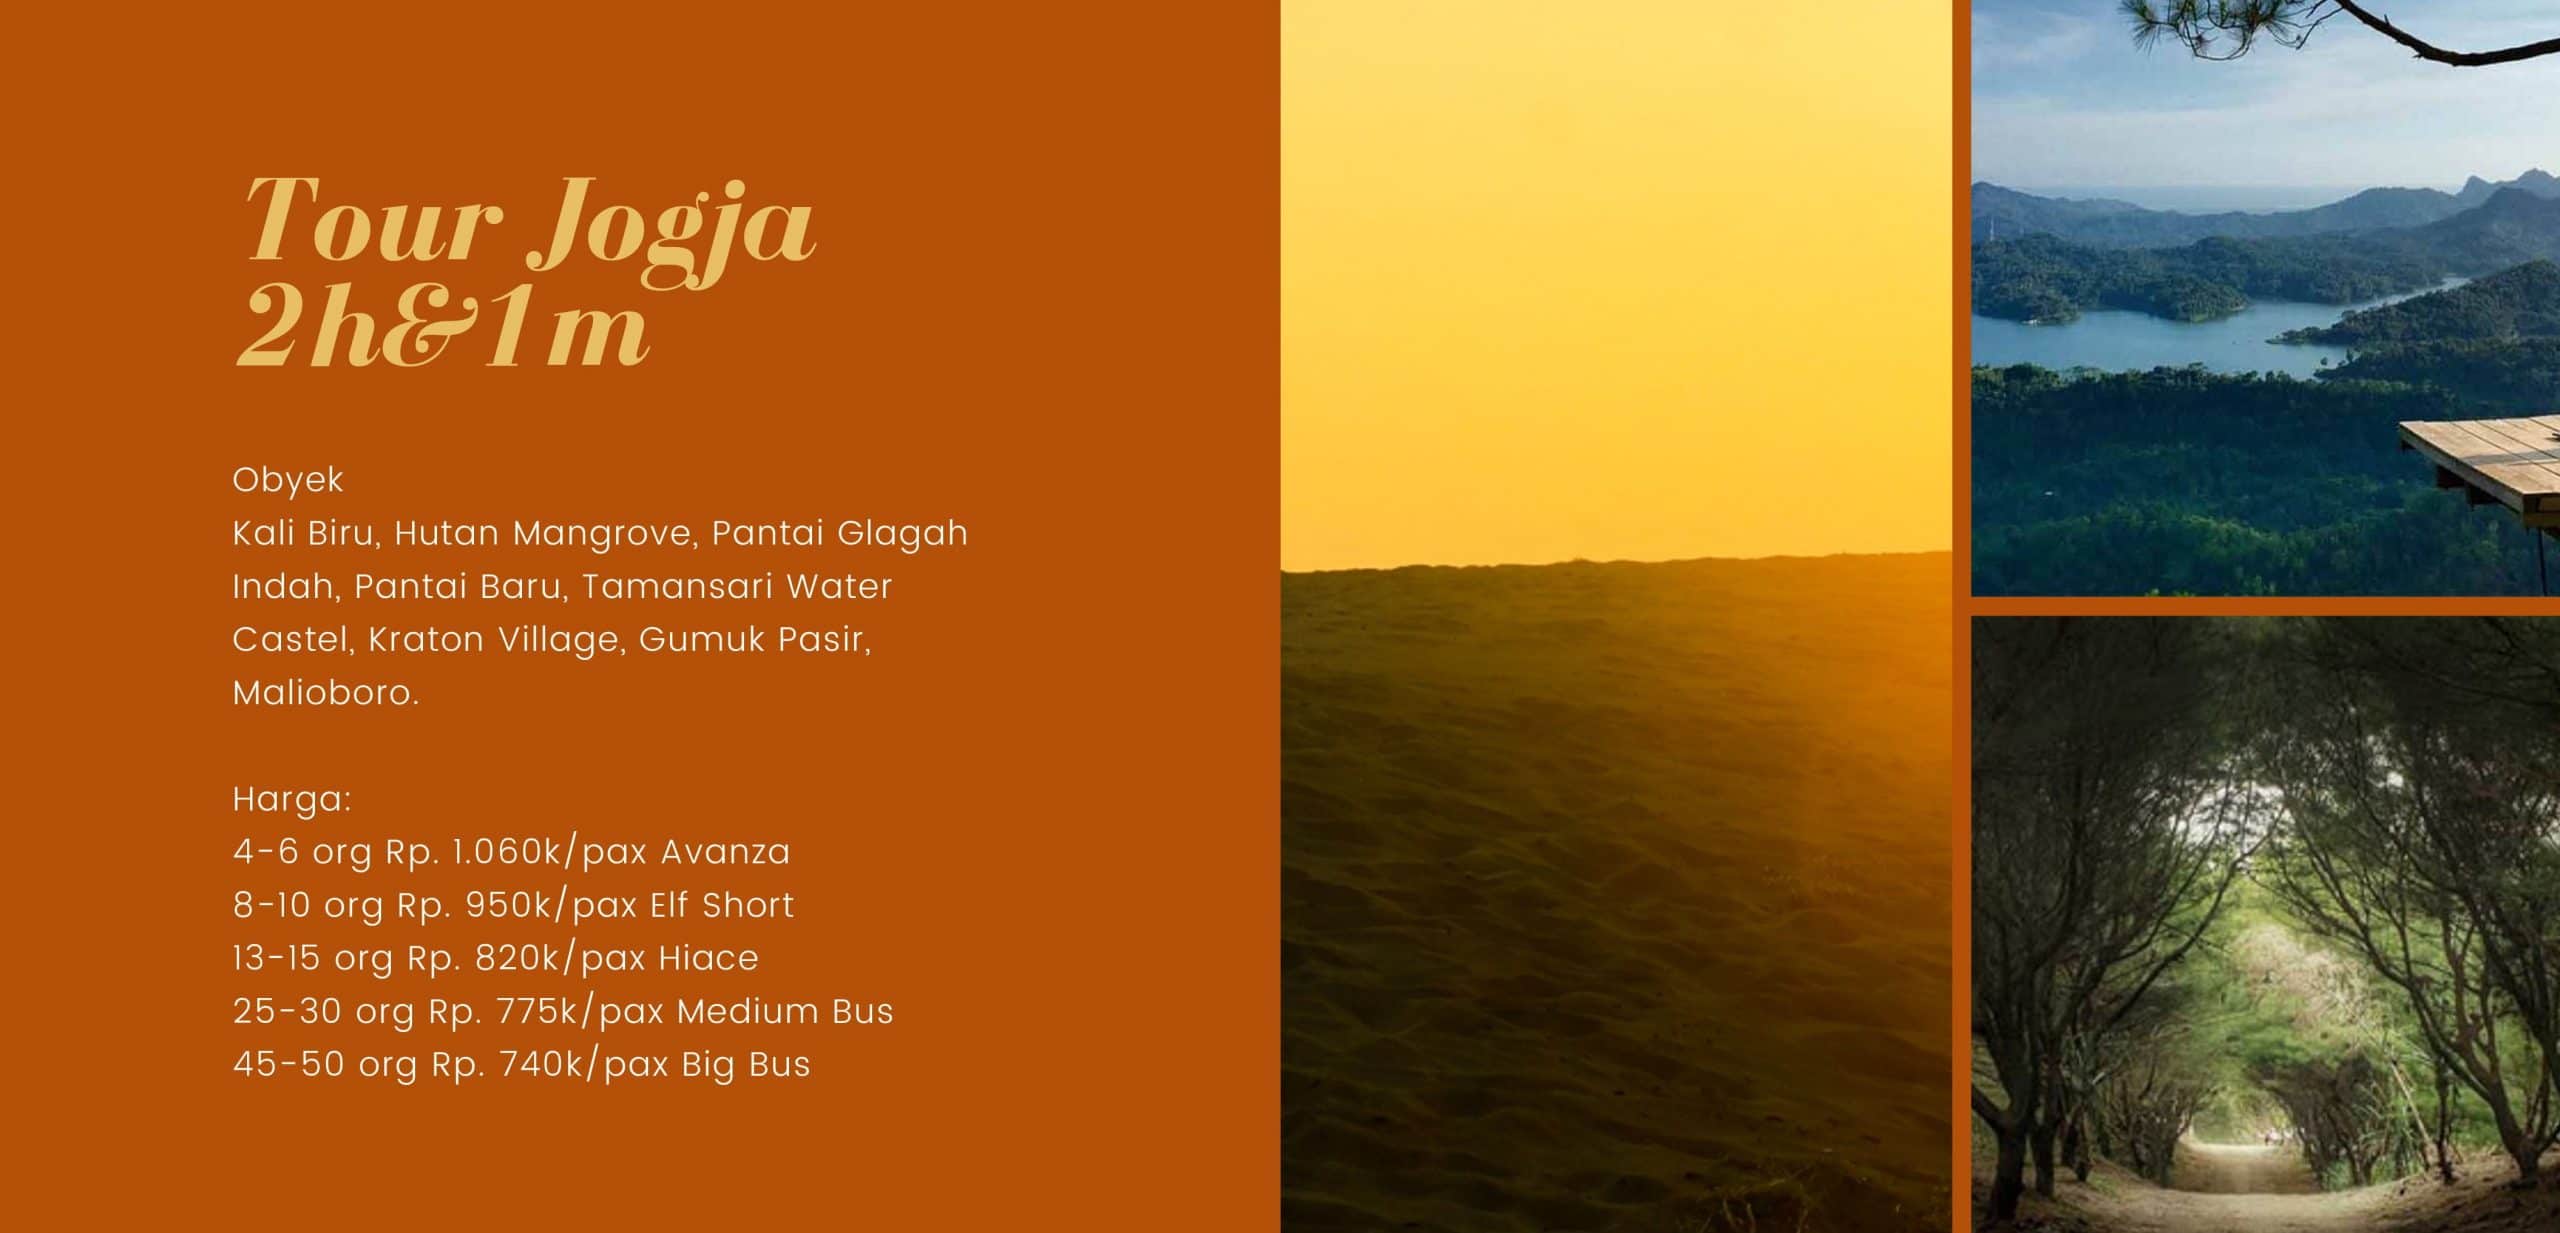 Tour Jogja
2h&1m
Obyek
Kali Biru, Hutan Mangrove, Pantai Glagah
Indah, Pantai Baru, Tamansari Water
Castel, Kraton Village, Gumuk Pasir,
Malioboro.
Harga:
4-6 org Rp. 1.060k/pax Avanza
8-10 org Rp. 950k/pax Elf Short
13-15 org Rp. 820k/pax Hiace
25-30 org Rp. 775k/pax Medium Bus
45-50 org Rp. 740k/pax Big Bus